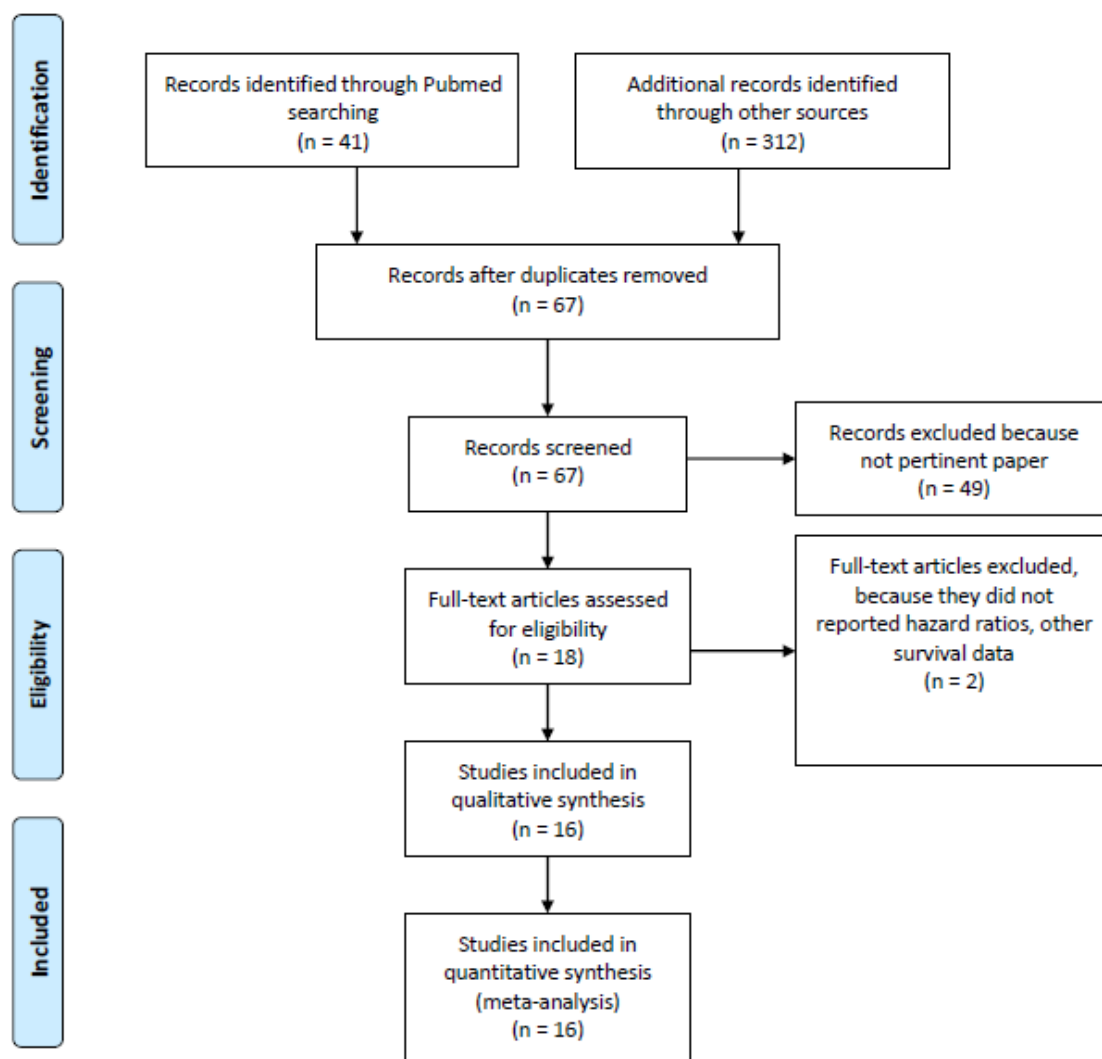 Identification
Records identified through Pubmed
searching
(n = 41)
Additional records identified
through other sources
(n = 312)
Records after duplicates removed
(n = 67)
Screening
Records screened
(n = 67)
Records excluded because
not pertinent paper
(n = 49)
Eligibility
Full-text articles assessed
for eligibility
(n = 18)
Full-text articles excluded,
because they did not
reported hazard ratios, other
survival data
(n = 2)
Studies included in
qualitative synthesis
(n = 16)
Included
Studies included in
quantitative synthesis
(meta-analysis)
(n = 16)